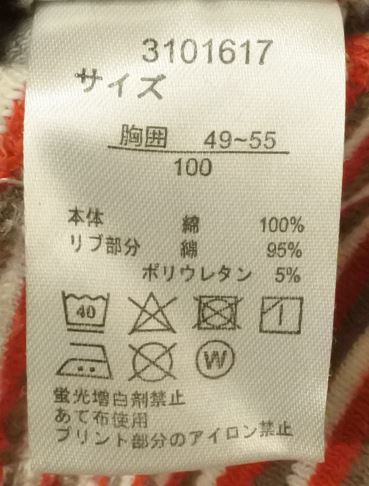 3101617
サイズ
胸囲 49~55
100
本体 綿 100%
リブ部分 綿 95%
ポリウレタン 5%
40
W
蛍光増白剤禁止
あて布使用
プリント部分のアイロン禁止